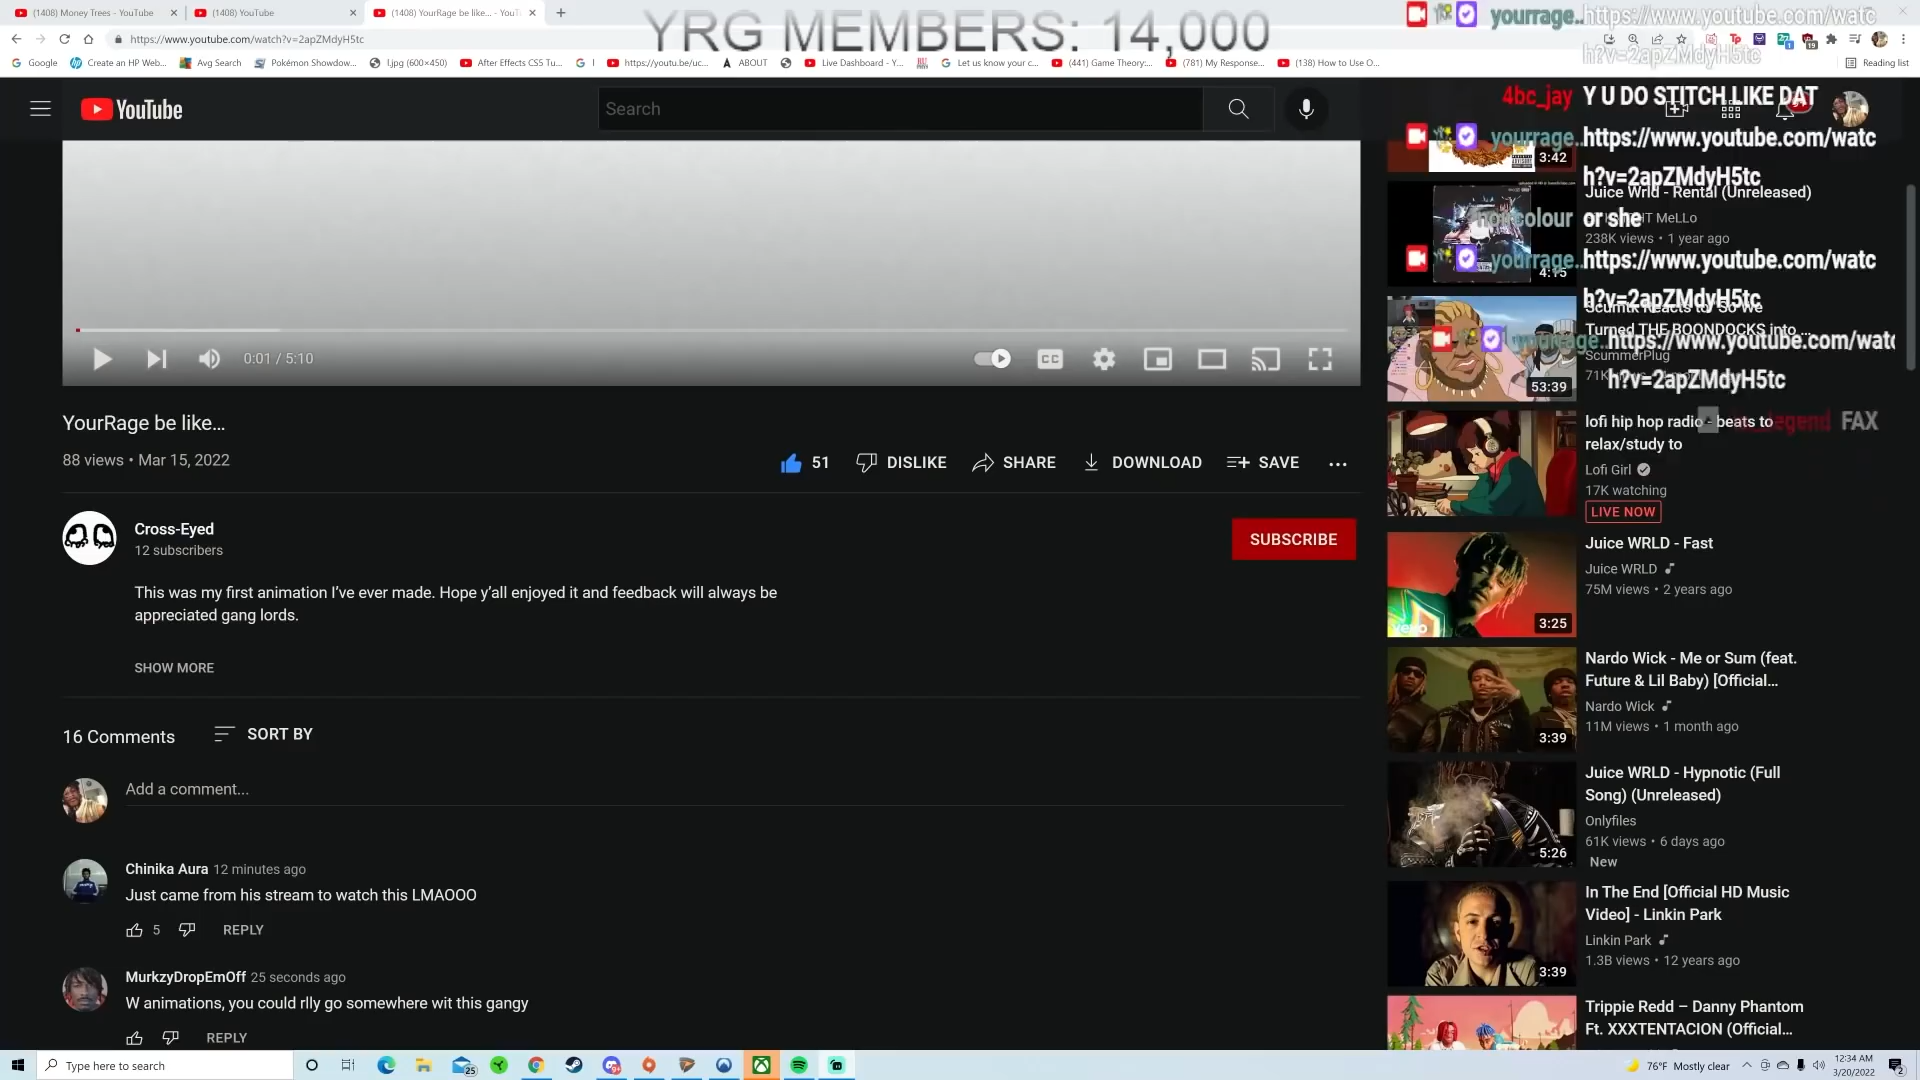 (1408) Money Trees - YouTube
(1408) YouTube
(1408) YourRage be like... - YouT
YRG MEMBERS: 14,000
https://www.youtube.com/watch?v=2apZMdyH5tc
Google
Create an HP Web...
Avg Search
Pokémon Showdow...
l.jpg (600×450)
After Effects CS5 Tu...
https://youtu.be/uc...
ABOUT
Live Dashboard - Y...
Let us know your c...
(441) Game Theory:...
(781) My Response...
(138) How to Use O...
Reading list
yourrage..https://www.youtube.com/watc
h?v=2apZMdyH5tc
4bc_jay Y U DO STITCH LIKE DAT
yourrage..https://www.youtube.com/watc
h?v=2apZMdyH5tc
colour or she
yourrage..https://www.youtube.com/watc
h?v=2apZMdyH5tc
https://www.youtube.com/watc
h?v=2apZMdyH5tc
egend FAX
YouTube
Search
0:01 / 5:10
CC
YourRage be like...
88 views • Mar 15, 2022
51
DISLIKE
SHARE
DOWNLOAD
SAVE
Cross-Eyed
12 subscribers
SUBSCRIBE
This was my first animation I've ever made. Hope y'all enjoyed it and feedback will always be
appreciated gang lords.
SHOW MORE
16 Comments
SORT BY
Add a comment...
Chinika Aura 12 minutes ago
Just came from his stream to watch this LMAOOO
5
REPLY
MurkzyDropEmOff 25 seconds ago
W animations, you could rlly go somewhere wit this gangy
REPLY
3:42
Juice Wrld - Rental (Unreleased)
MeLLo
238K views • 1 year ago
4:15
Turned THE BOONDOCKS into ...
ScummerPlug
53:39
lofi hip hop radio - beats to
relax/study to
Lofi Girl
17K watching
LIVE NOW
Juice WRLD - Fast
Juice WRLD
75M views • 2 years ago
vevo
3:25
Nardo Wick - Me or Sum (feat.
Future & Lil Baby) [Official...
Nardo Wick
11M views • 1 month ago
3:39
Juice WRLD - Hypnotic (Full
Song) (Unreleased)
Onlyfiles
61K views • 6 days ago
New
5:26
In The End [Official HD Music
Video] - Linkin Park
Linkin Park
1.3B views • 12 years ago
3:39
Trippie Redd – Danny Phantom
Ft. XXXTENTACION (Official...
Type here to search
25
76°F Mostly clear
12:34 AM
3/20/2022
2